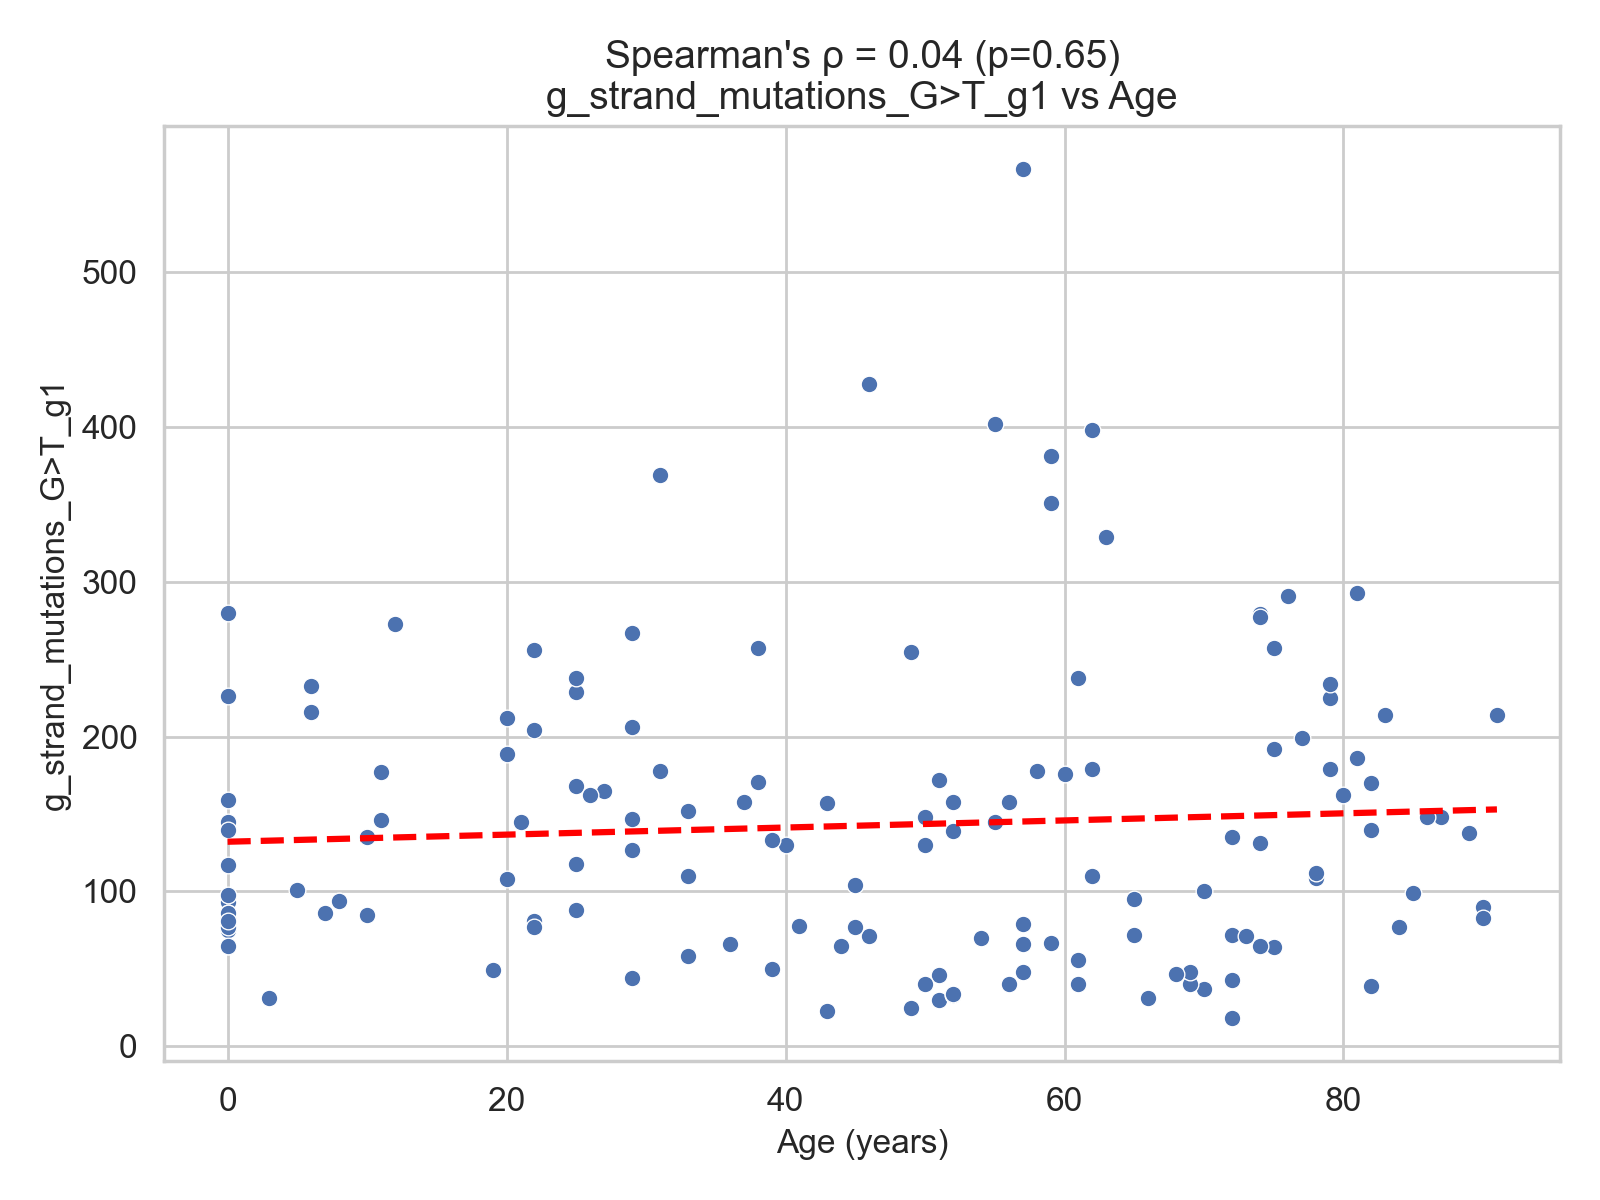 Spearman's ρ = 0.04 (p=0.65)
g_strand_mutations_G>T_g1 vs Age
g_strand_mutations_G>T_g1
500
400
300
200
100
0
0 20 40 60 80
Age (years)